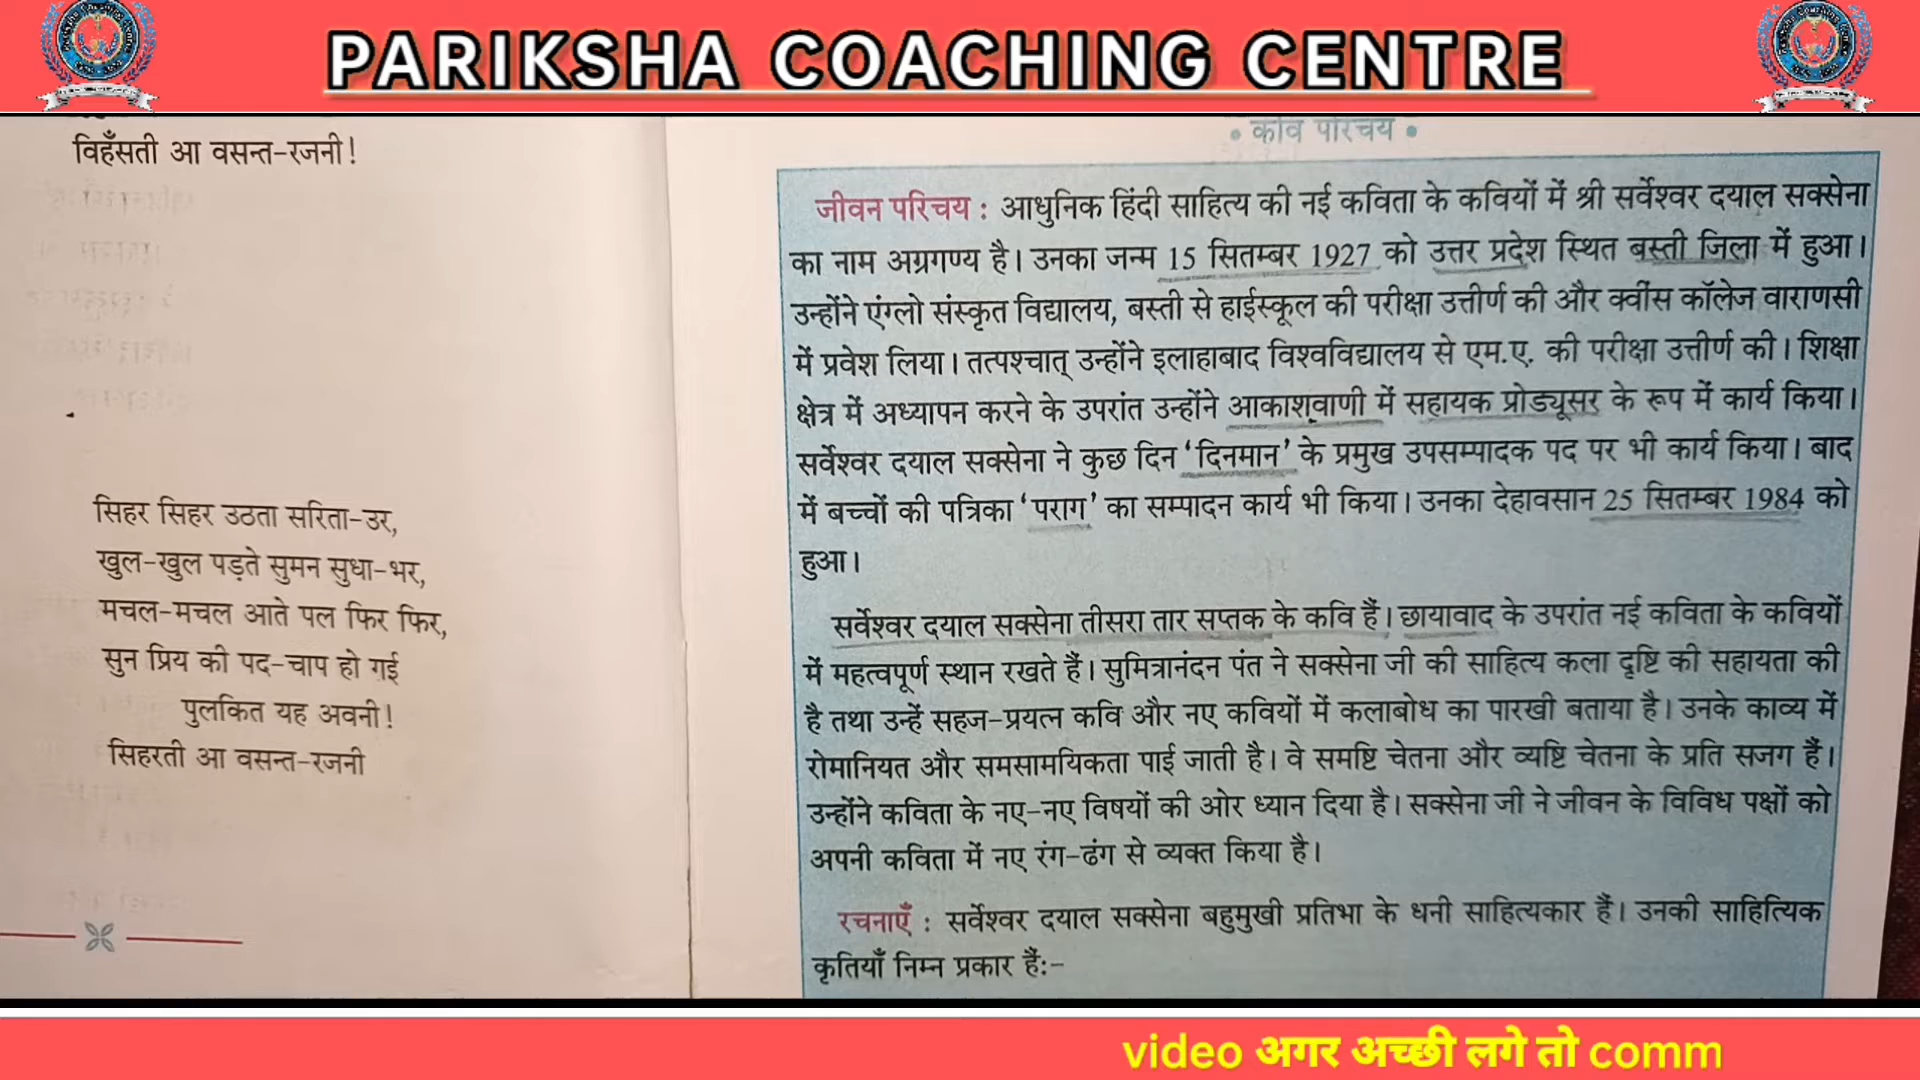 PARIKSHA COACHING CENTRE
विहँसती आ वसन्त-रजनी!
सिहर सिहर उठता सरिता-उर,
खुल-खुल पड़ते सुमन सुधा-भर,
मचल-मचल आते पल फिर फिर,
सुन प्रिय की पद-चाप हो गई
पुलकित यह अवनी!
सिहरती आ वसन्त-रजनी
• कवि परिचय •
जीवन परिचय : आधुनिक हिंदी साहित्य की नई कविता के कवियों में श्री सर्वेश्वर दयाल सक्सेना
का नाम अग्रगण्य है। उनका जन्म 15 सितम्बर 1927 को उत्तर प्रदेश स्थित बस्ती जिला में हुआ।
उन्होंने एंग्लो संस्कृत विद्यालय, बस्ती से हाईस्कूल की परीक्षा उत्तीर्ण की और क्वींस कॉलेज वाराणसी
में प्रवेश लिया। तत्पश्चात् उन्होंने इलाहाबाद विश्वविद्यालय से एम.ए. की परीक्षा उत्तीर्ण की। शिक्षा
क्षेत्र में अध्यापन करने के उपरांत उन्होंने आकाशवाणी में सहायक प्रोड्यूसर के रूप में कार्य किया।
सर्वेश्वर दयाल सक्सेना ने कुछ दिन ‘दिनमान’ के प्रमुख उपसम्पादक पद पर भी कार्य किया। बाद
में बच्चों की पत्रिका ‘पराग’ का सम्पादन कार्य भी किया। उनका देहावसान 25 सितम्बर 1984 को
हुआ।
सर्वेश्वर दयाल सक्सेना तीसरा तार सप्तक के कवि हैं। छायावाद के उपरांत नई कविता के कवियों
में महत्वपूर्ण स्थान रखते हैं। सुमित्रानंदन पंत ने सक्सेना जी की साहित्य कला दृष्टि की सहायता की
है तथा उन्हें सहज-प्रयत्न कवि और नए कवियों में कलाबोध का पारखी बताया है। उनके काव्य में
रोमानियत और समसामयिकता पाई जाती है। वे समष्टि चेतना और व्यष्टि चेतना के प्रति सजग हैं।
उन्होंने कविता के नए-नए विषयों की ओर ध्यान दिया है। सक्सेना जी ने जीवन के विविध पक्षों को
अपनी कविता में नए रंग-ढंग से व्यक्त किया है।
रचनाएँ : सर्वेश्वर दयाल सक्सेना बहुमुखी प्रतिभा के धनी साहित्यकार हैं। उनकी साहित्यिक
कृतियाँ निम्न प्रकार हैं:-
video अगर अच्छी लगे तो comm